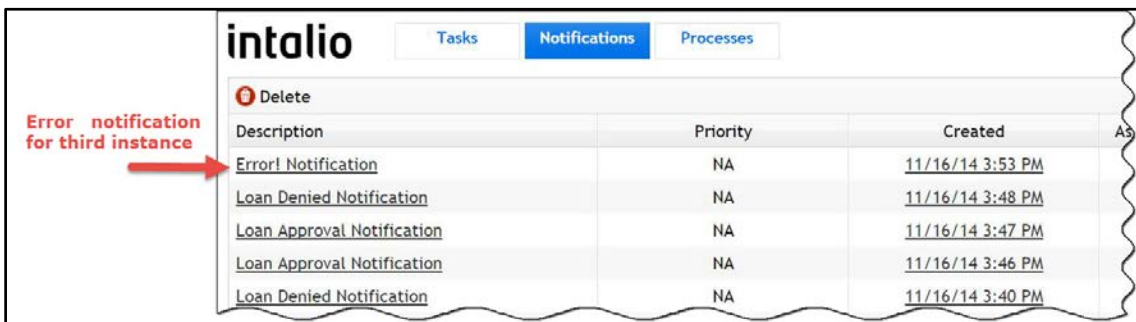 intalio Tasks Notifications Processes
Delete
Error notification
for third instance
Description Priority Created As
Error! Notification NA 11/16/14 3:53 PM
Loan Denied Notification NA 11/16/14 3:48 PM
Loan Approval Notification NA 11/16/14 3:47 PM
Loan Approval Notification NA 11/16/14 3:46 PM
Loan Denied Notification NA 11/16/14 3:40 PM